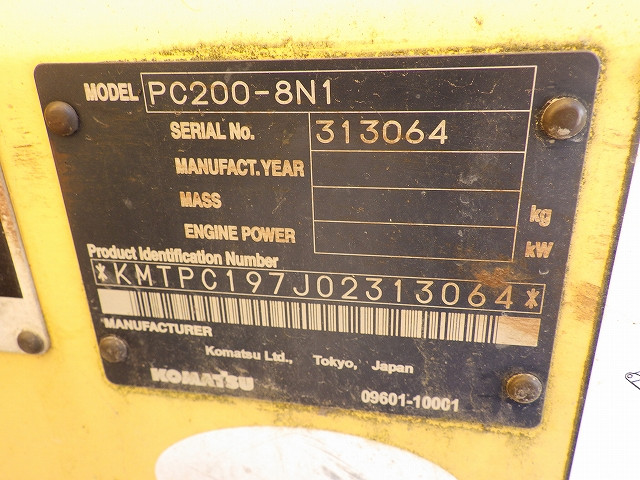 MODEL PC200-8N1
SERIAL No. 313064
MANUFACT.YEAR
MASS kg
ENGINE POWER kW
Product Identification Number
*KMTPC197J02313064*
MANUFACTURER
Komatsu Ltd., Tokyo, Japan
KOMATSU 09601-10001